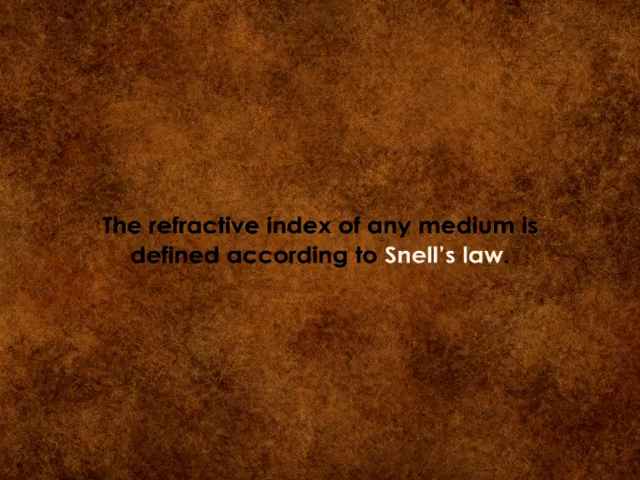 The refractive index of any medium is
defined according to Snell’s law.